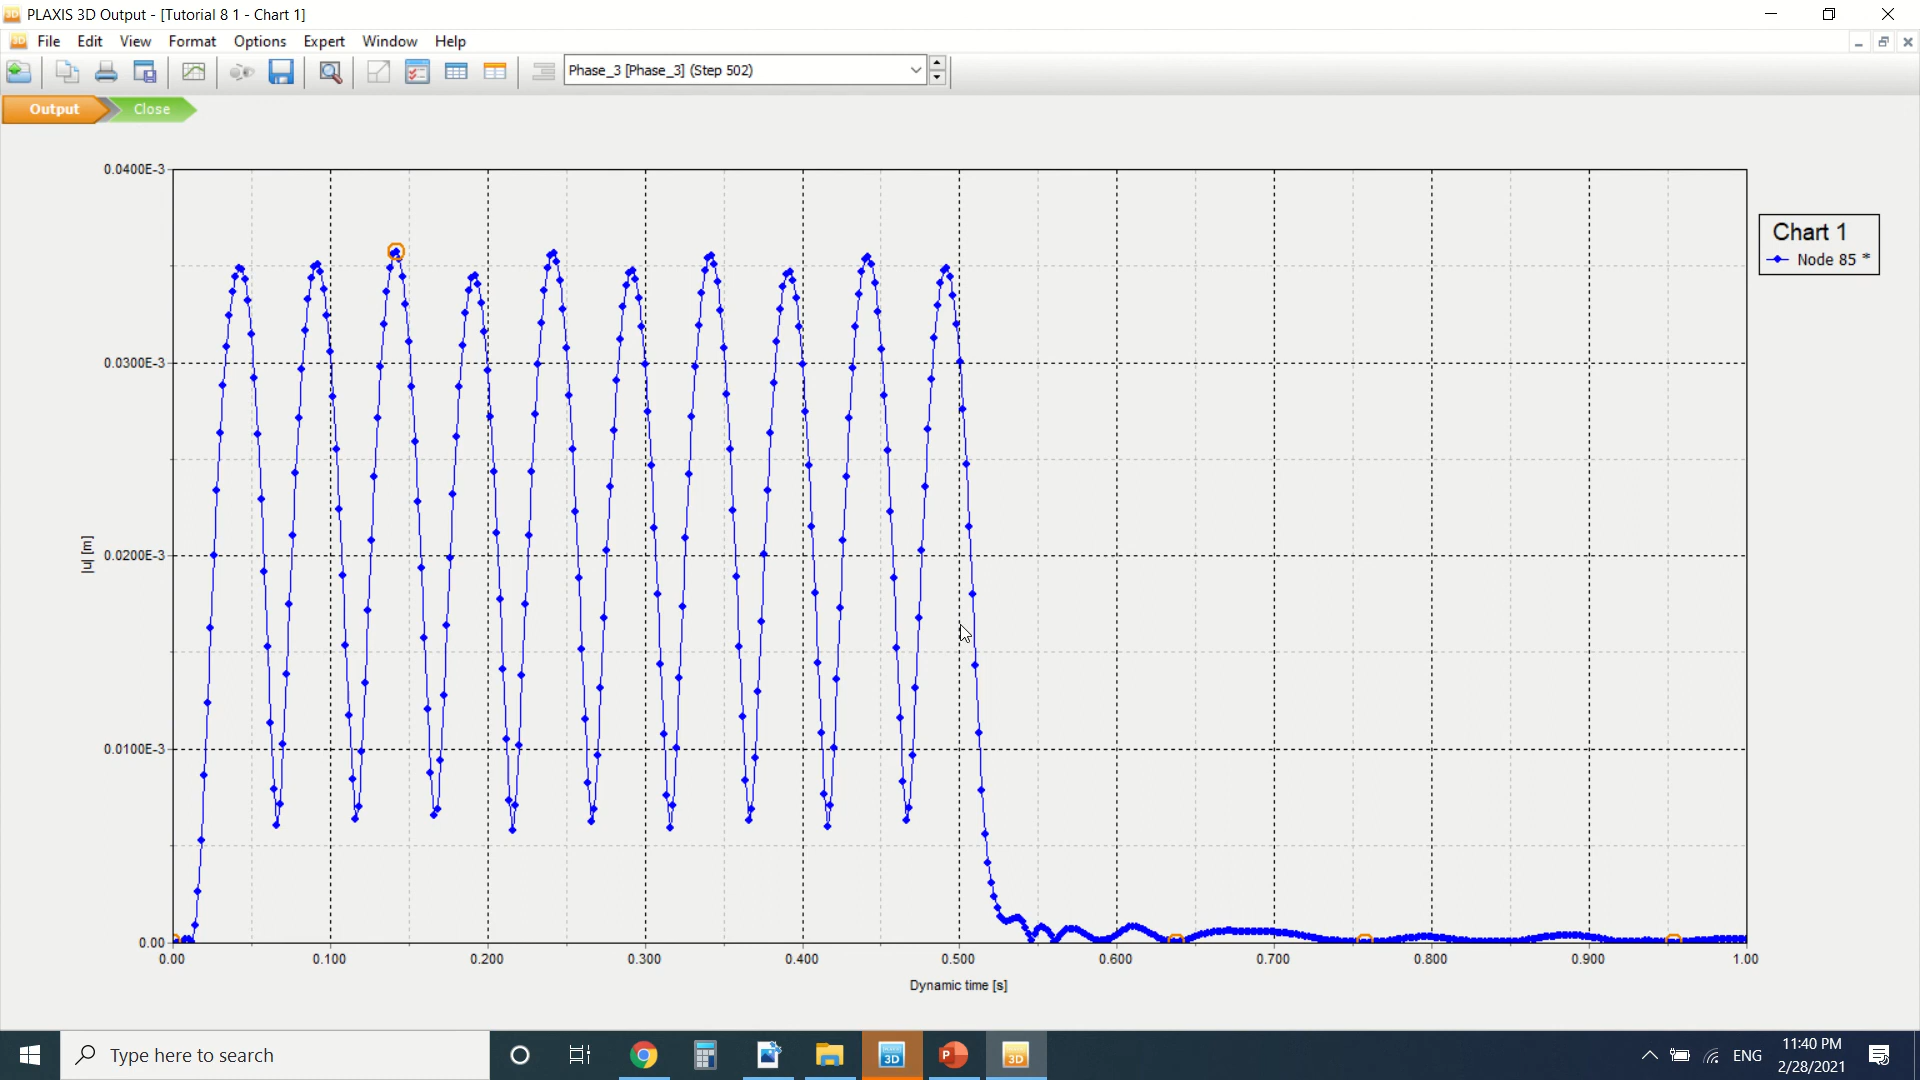 PLAXIS 3D Output - [Tutorial 8 1 - Chart 1]
File Edit View Format Options Expert Window Help
Phase_3 [Phase_3] (Step 502)
Output Close
0.0400E-3
0.0300E-3
0.0200E-3
0.0100E-3
0.00
|u| [m]
0.00 0.100 0.200 0.300 0.400 0.500 0.600 0.700 0.800 0.900 1.00
Dynamic time [s]
Chart 1
Node 85 *
Type here to search
3D
P
3D
ENG
11:40 PM
2/28/2021